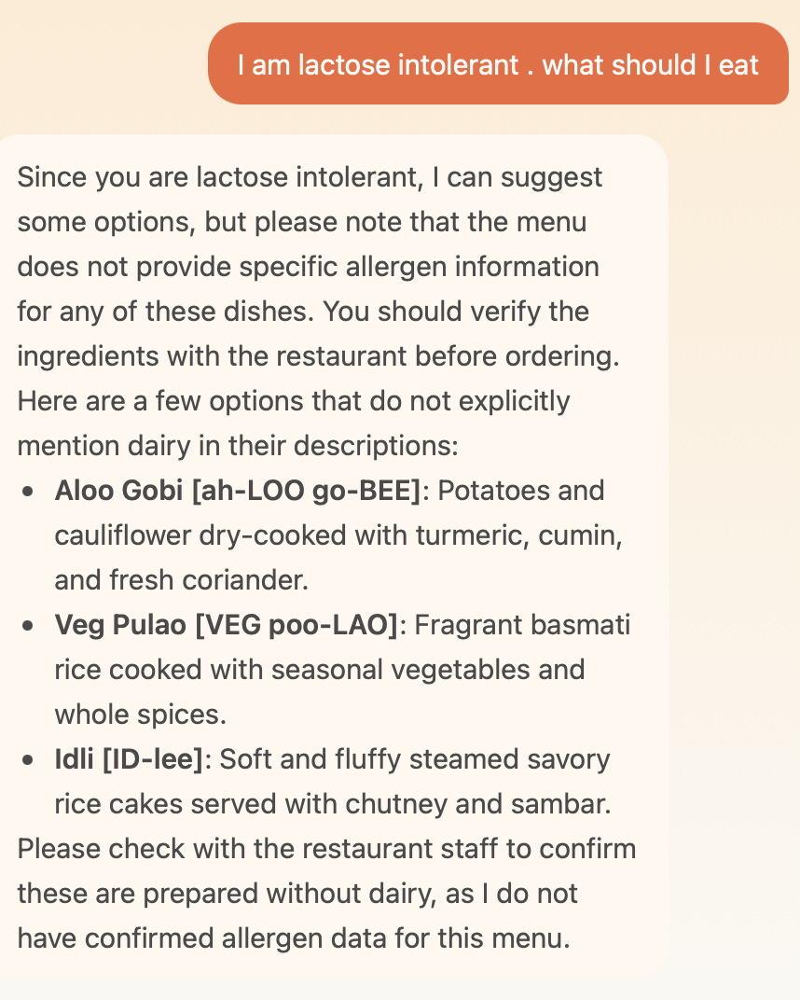 I am lactose intolerant . what should I eat
Since you are lactose intolerant, I can suggest
some options, but please note that the menu
does not provide specific allergen information
for any of these dishes. You should verify the
ingredients with the restaurant before ordering.
Here are a few options that do not explicitly
mention dairy in their descriptions:
• Aloo Gobi [ah-LOO go-BEE]: Potatoes and
cauliflower dry-cooked with turmeric, cumin,
and fresh coriander.
• Veg Pulao [VEG poo-LAO]: Fragrant basmati
rice cooked with seasonal vegetables and
whole spices.
• Idli [ID-lee]: Soft and fluffy steamed savory
rice cakes served with chutney and sambar.
Please check with the restaurant staff to confirm
these are prepared without dairy, as I do not
have confirmed allergen data for this menu.